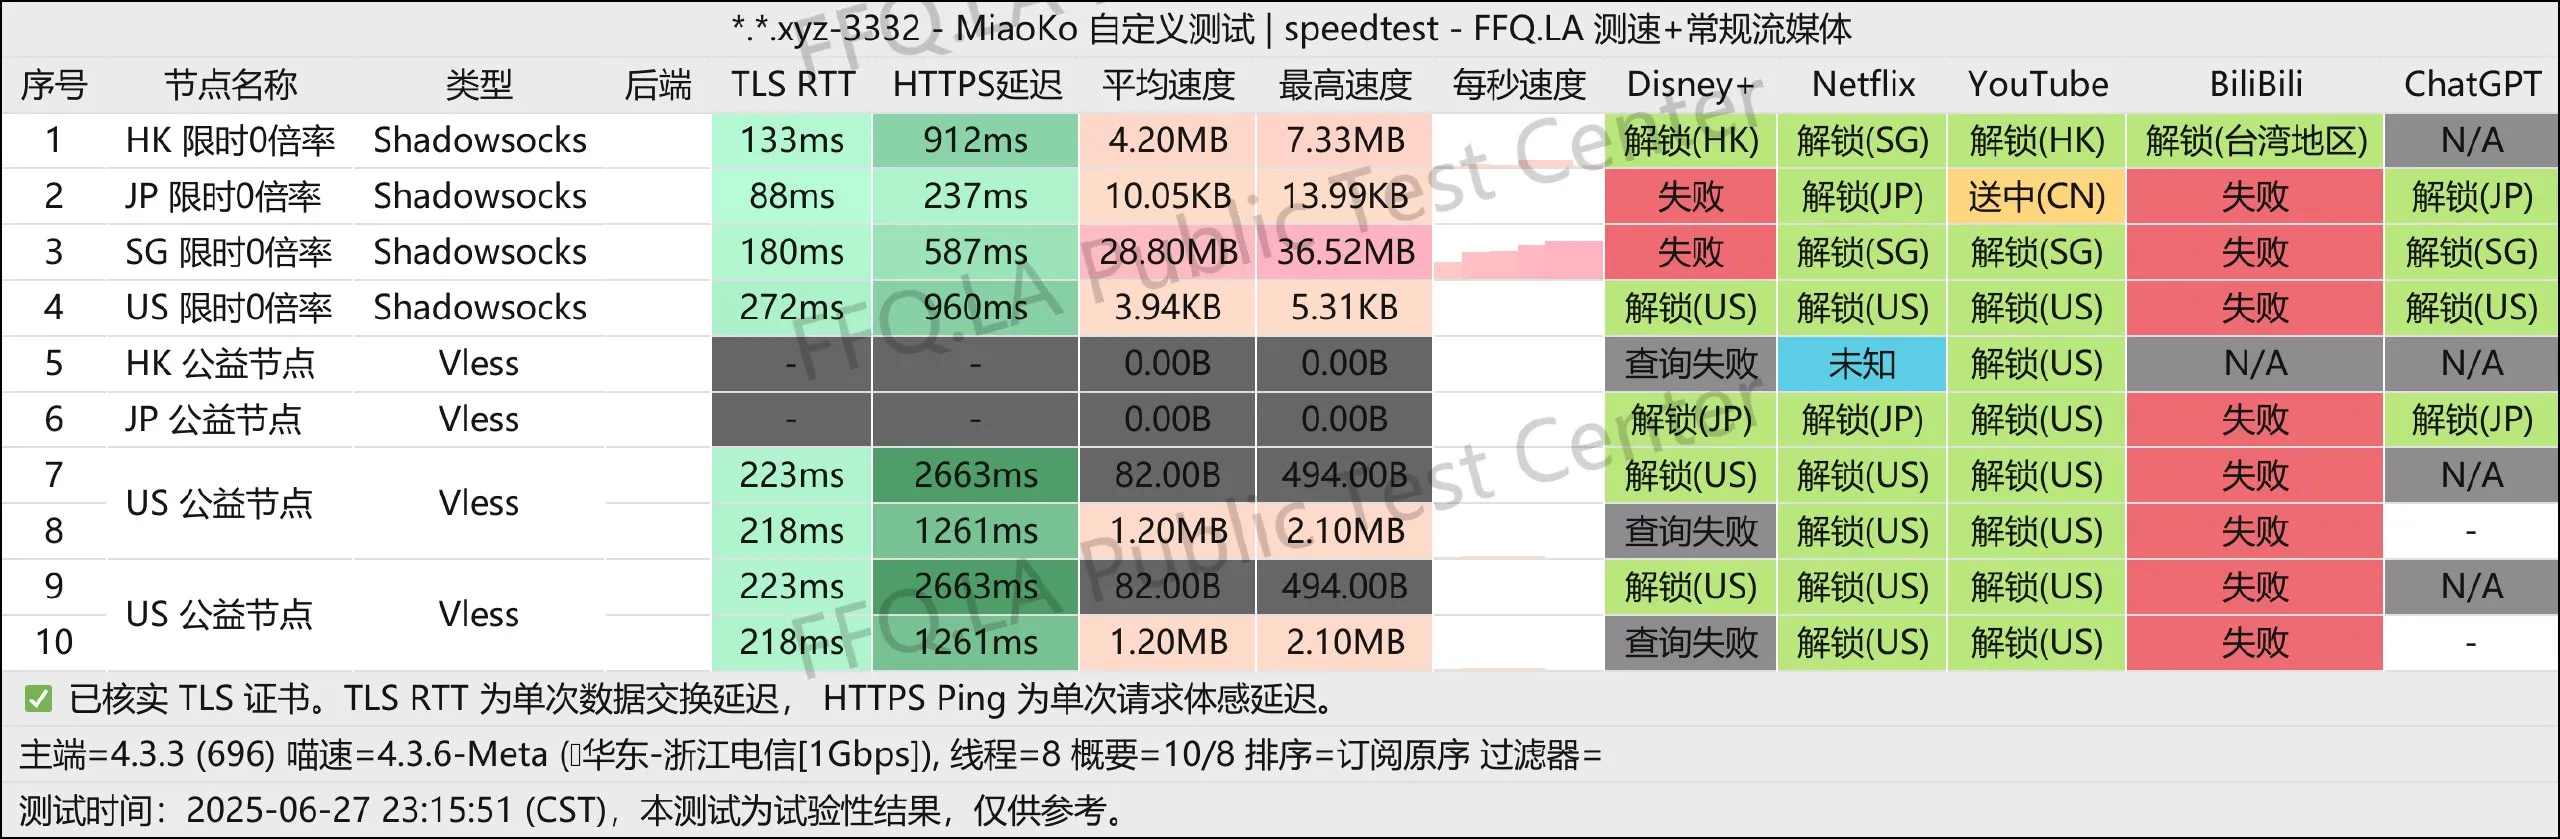 *.*.xyz-3332 - MiaoKo 自定义测试 | speedtest - FFQ.LA 测速+常规流媒体
序号 节点名称 类型 后端 TLS RTT HTTPS延迟 平均速度 最高速度 每秒速度 Disney+ Netflix YouTube BiliBili ChatGPT
1 HK 限时0倍率 Shadowsocks 133ms 912ms 4.20MB 7.33MB 解锁(HK) 解锁(SG) 解锁(HK) 解锁(台湾地区) N/A
2 JP 限时0倍率 Shadowsocks 88ms 237ms 10.05KB 13.99KB 失败 解锁(JP) 送中(CN) 失败 解锁(JP)
3 SG 限时0倍率 Shadowsocks 180ms 587ms 28.80MB 36.52MB 失败 解锁(SG) 解锁(SG) 失败 解锁(SG)
4 US 限时0倍率 Shadowsocks 272ms 960ms 3.94KB 5.31KB 解锁(US) 解锁(US) 解锁(US) 失败 解锁(US)
5 HK 公益节点 Vless - - 0.00B 0.00B 查询失败 未知 解锁(US) N/A N/A
6 JP 公益节点 Vless - - 0.00B 0.00B 解锁(JP) 解锁(JP) 解锁(US) 失败 解锁(JP)
7 US 公益节点 Vless 223ms 2663ms 82.00B 494.00B 解锁(US) 解锁(US) 解锁(US) 失败 N/A
8 218ms 1261ms 1.20MB 2.10MB 查询失败 解锁(US) 解锁(US) 失败 -
9 US 公益节点 Vless 223ms 2663ms 82.00B 494.00B 解锁(US) 解锁(US) 解锁(US) 失败 N/A
10 218ms 1261ms 1.20MB 2.10MB 查询失败 解锁(US) 解锁(US) 失败 -
✅ 已核实 TLS 证书。TLS RTT 为单次数据交换延迟， HTTPS Ping 为单次请求体感延迟。
主端=4.3.3 (696) 喵速=4.3.6-Meta (华东-浙江电信[1Gbps]), 线程=8 概要=10/8 排序=订阅原序 过滤器=
测试时间：2025-06-27 23:15:51 (CST)，本测试为试验性结果，仅供参考。
FFQ.LA Public Test Center
FFQ.LA Public Test Center